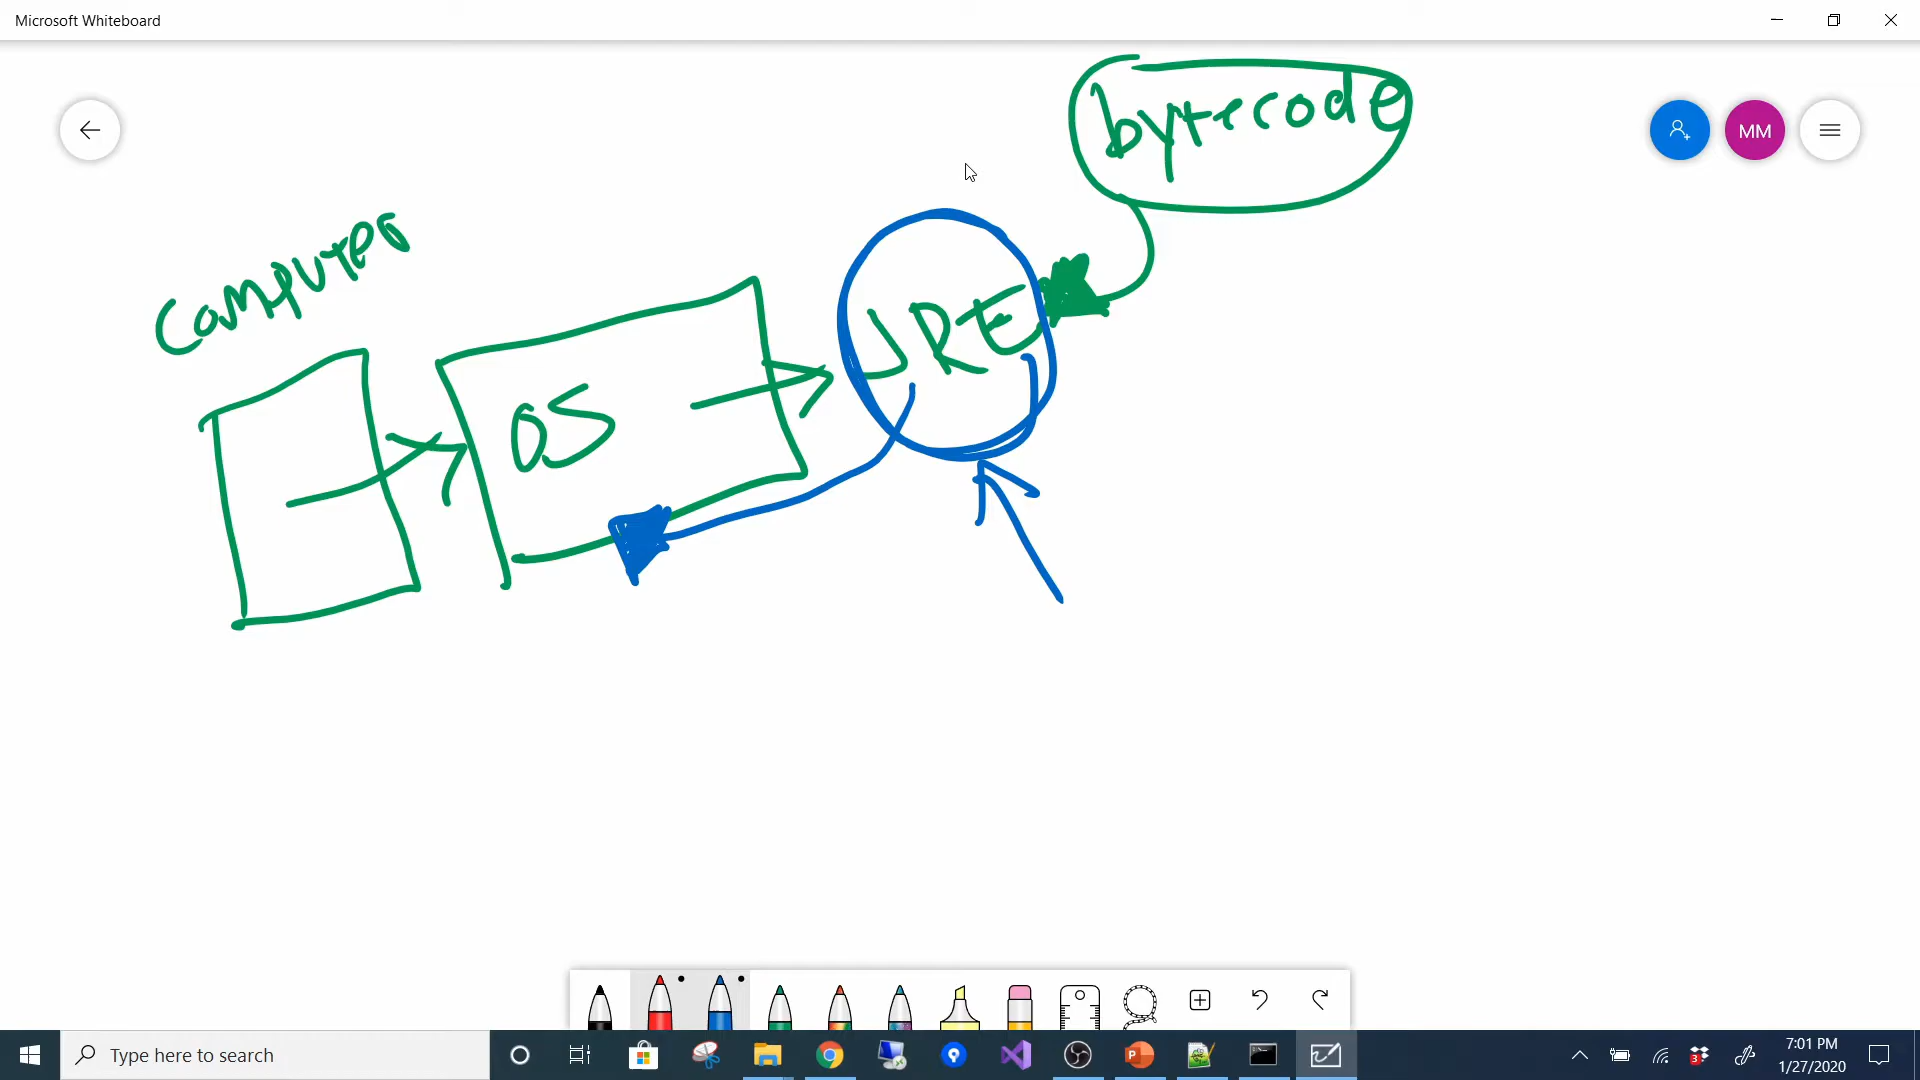 Microsoft Whiteboard
bytecode
MM
Computer
JRE
OS
Type here to search
7:01 PM
1/27/2020